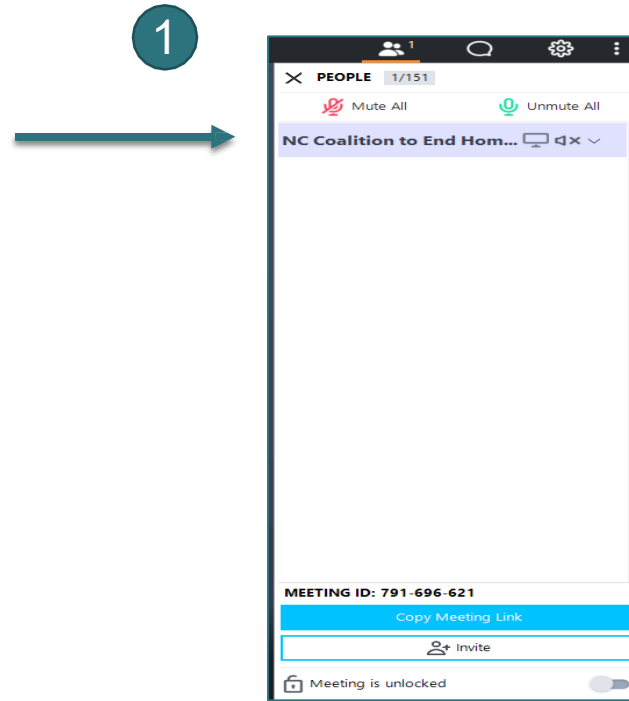 1
1
PEOPLE 1/151
Mute All Unmute All
NC Coalition to End Hom...
MEETING ID: 791-696-621
Copy Meeting Link
Invite
Meeting is unlocked